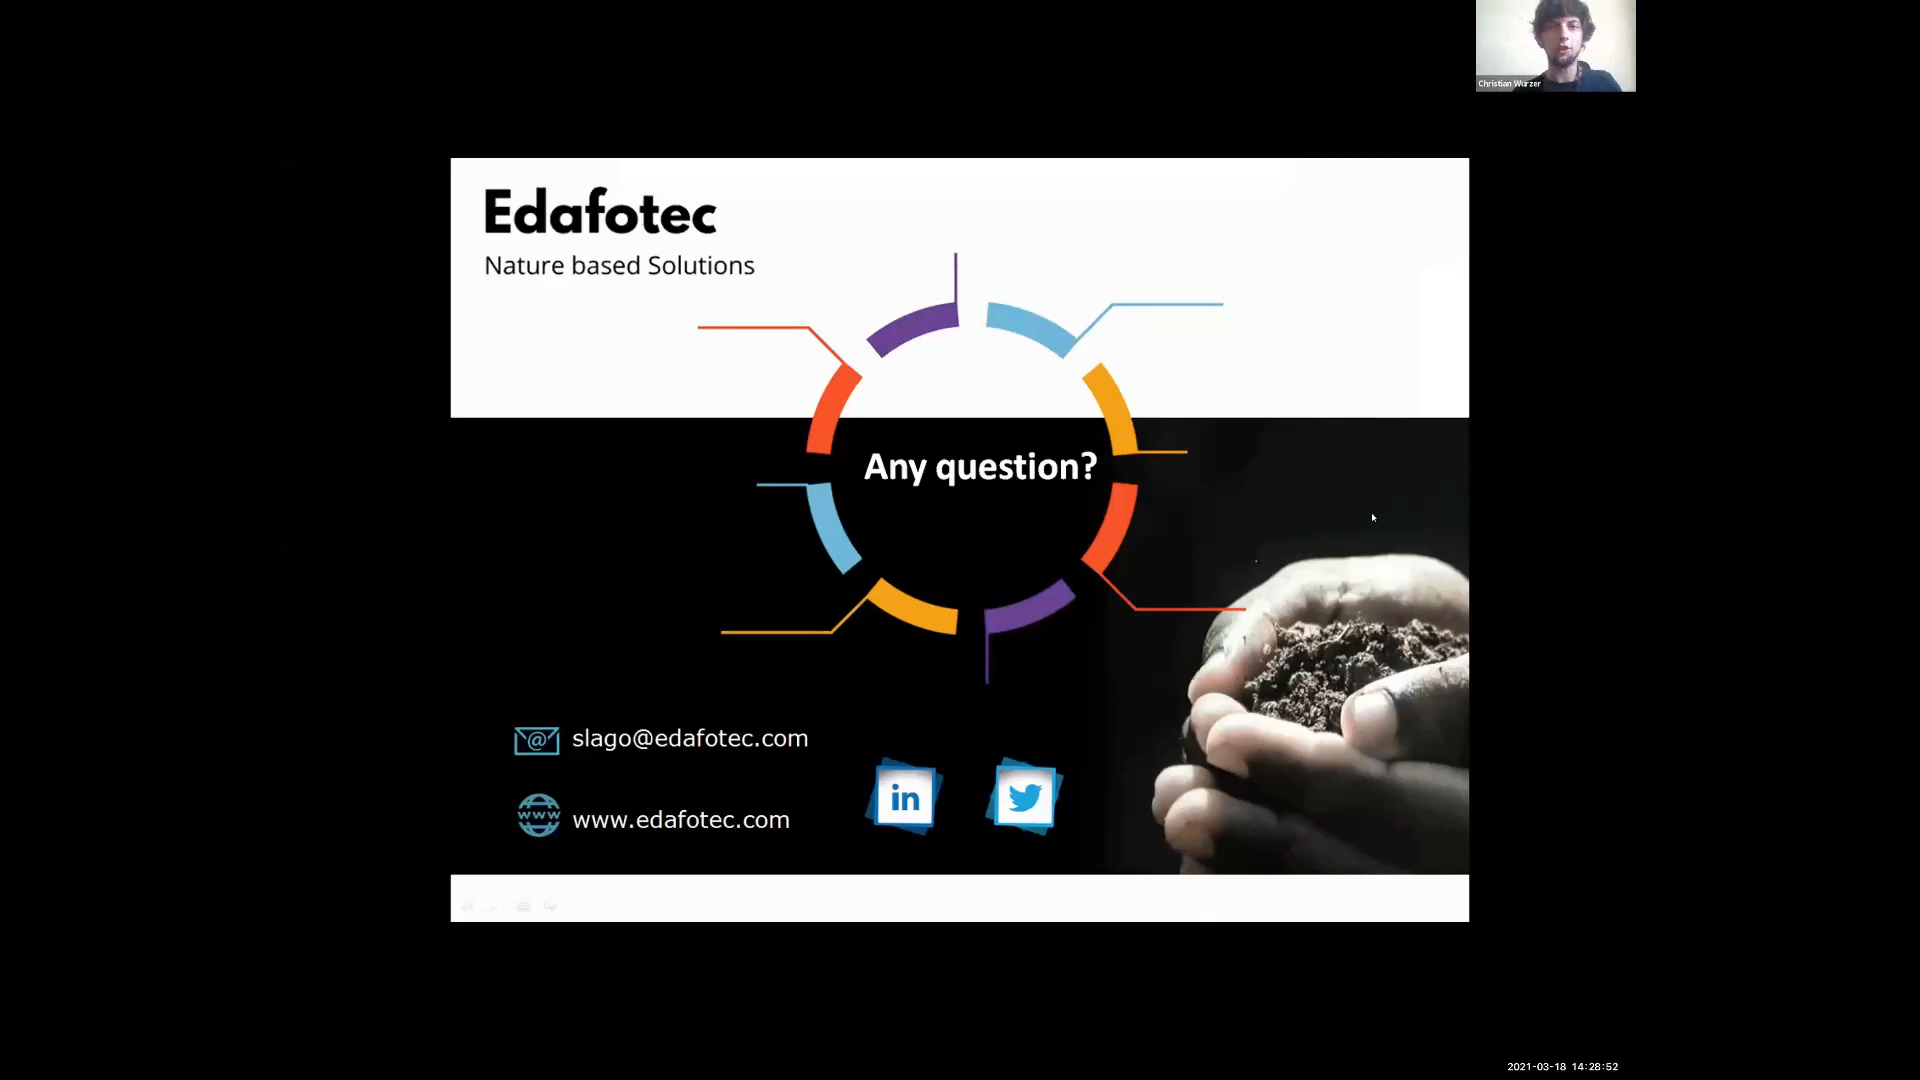 Christian Wurzer
Edafotec
Nature based Solutions
Any question?
@ slago@edafotec.com
www www.edafotec.com
in
2021-03-18 14:28:52